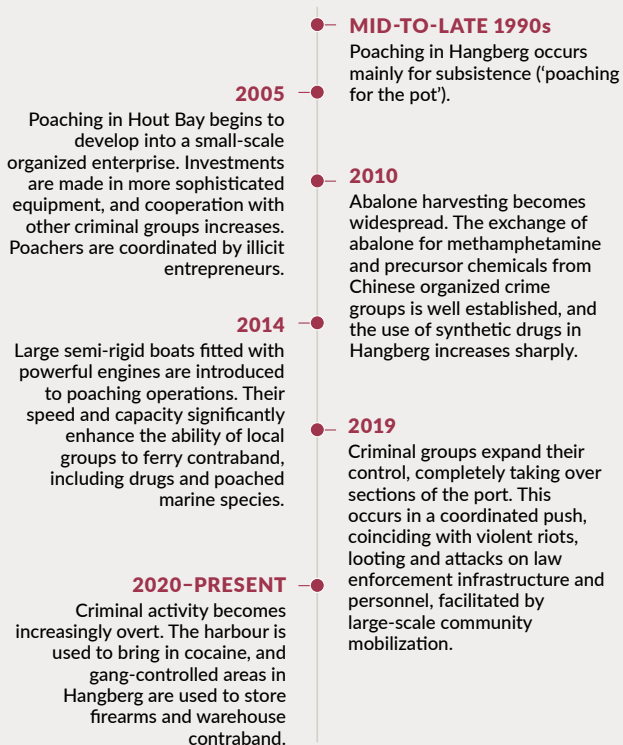 MID-TO-LATE 1990s
Poaching in Hangberg occurs
mainly for subsistence (‘poaching
for the pot’).
2005
Poaching in Hout Bay begins to
develop into a small-scale
organized enterprise. Investments
are made in more sophisticated
equipment, and cooperation with
other criminal groups increases.
Poachers are coordinated by illicit
entrepreneurs.
2010
Abalone harvesting becomes
widespread. The exchange of
abalone for methamphetamine
and precursor chemicals from
Chinese organized crime
groups is well established, and
the use of synthetic drugs in
Hangberg increases sharply.
2014
Large semi-rigid boats fitted with
powerful engines are introduced
to poaching operations. Their
speed and capacity significantly
enhance the ability of local
groups to ferry contraband,
including drugs and poached
marine species.
2019
Criminal groups expand their
control, completely taking over
sections of the port. This
occurs in a coordinated push,
coinciding with violent riots,
looting and attacks on law
enforcement infrastructure and
personnel, facilitated by
large-scale community
mobilization.
2020–PRESENT
Criminal activity becomes
increasingly overt. The harbour is
used to bring in cocaine, and
gang-controlled areas in
Hangberg are used to store
firearms and warehouse
contraband.